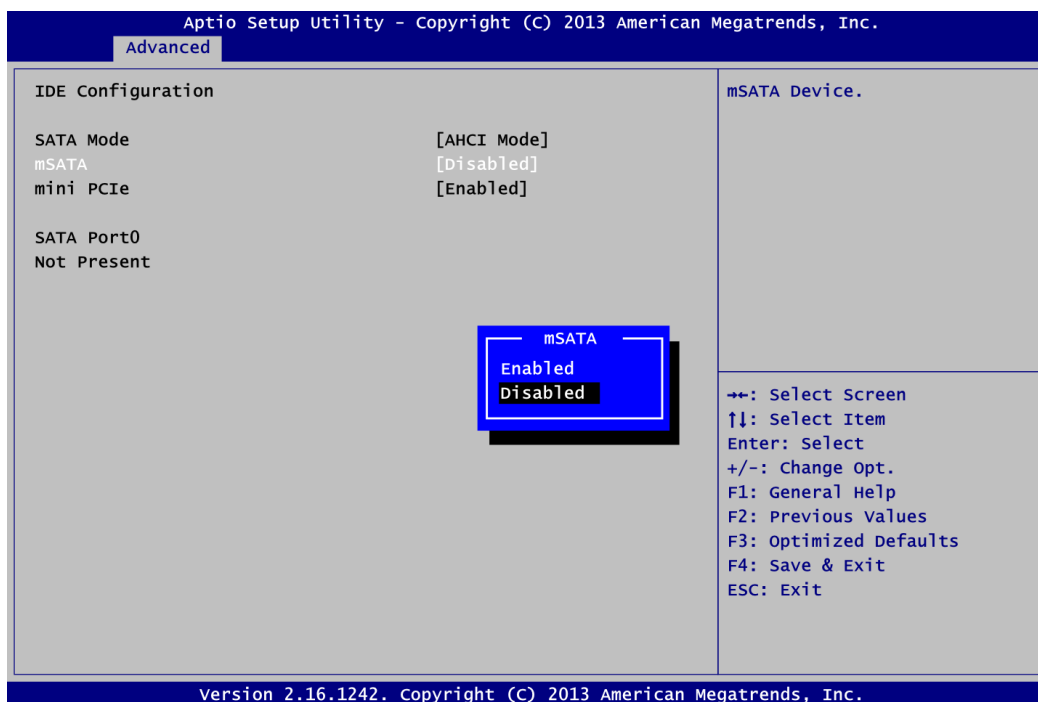 Aptio Setup Utility – Copyright (C) 2013 American Megatrends, Inc.
Advanced
IDE Configuration
SATA Mode [AHCI Mode]
mSATA [Disabled]
mini PCIe [Enabled]
SATA Port0
Not Present
mSATA
Enabled
Disabled
mSATA Device.
→←: Select Screen
↑↓: Select Item
Enter: Select
+/-: Change Opt.
F1: General Help
F2: Previous Values
F3: Optimized Defaults
F4: Save & Exit
ESC: Exit
Version 2.16.1242. Copyright (C) 2013 American Megatrends, Inc.